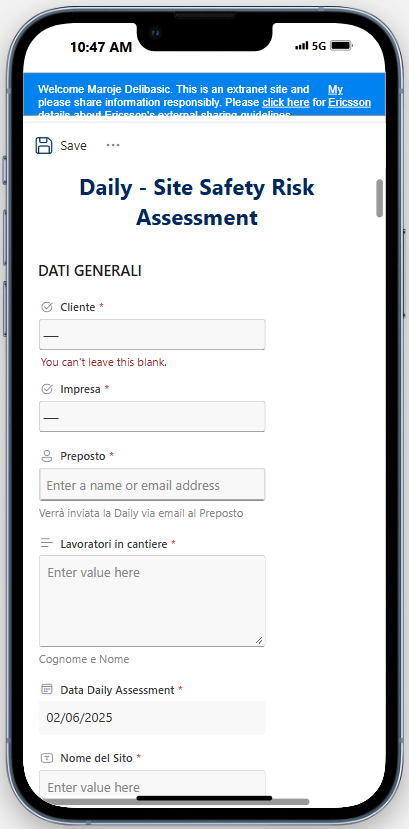 10:47 AM
5G
Welcome Maroje Delibasic. This is an extranet site and
please share information responsibly. Please click here for
details about Ericsson's external sharing guidelines
My
Ericsson
Save
Daily - Site Safety Risk
Assessment
DATI GENERALI
Cliente *
—
You can't leave this blank.
Impresa *
—
Preposto *
Enter a name or email address
Verrà inviata la Daily via email al Preposto
Lavoratori in cantiere *
Enter value here
Cognome e Nome
Data Daily Assessment *
02/06/2025
Nome del Sito *
Enter value here